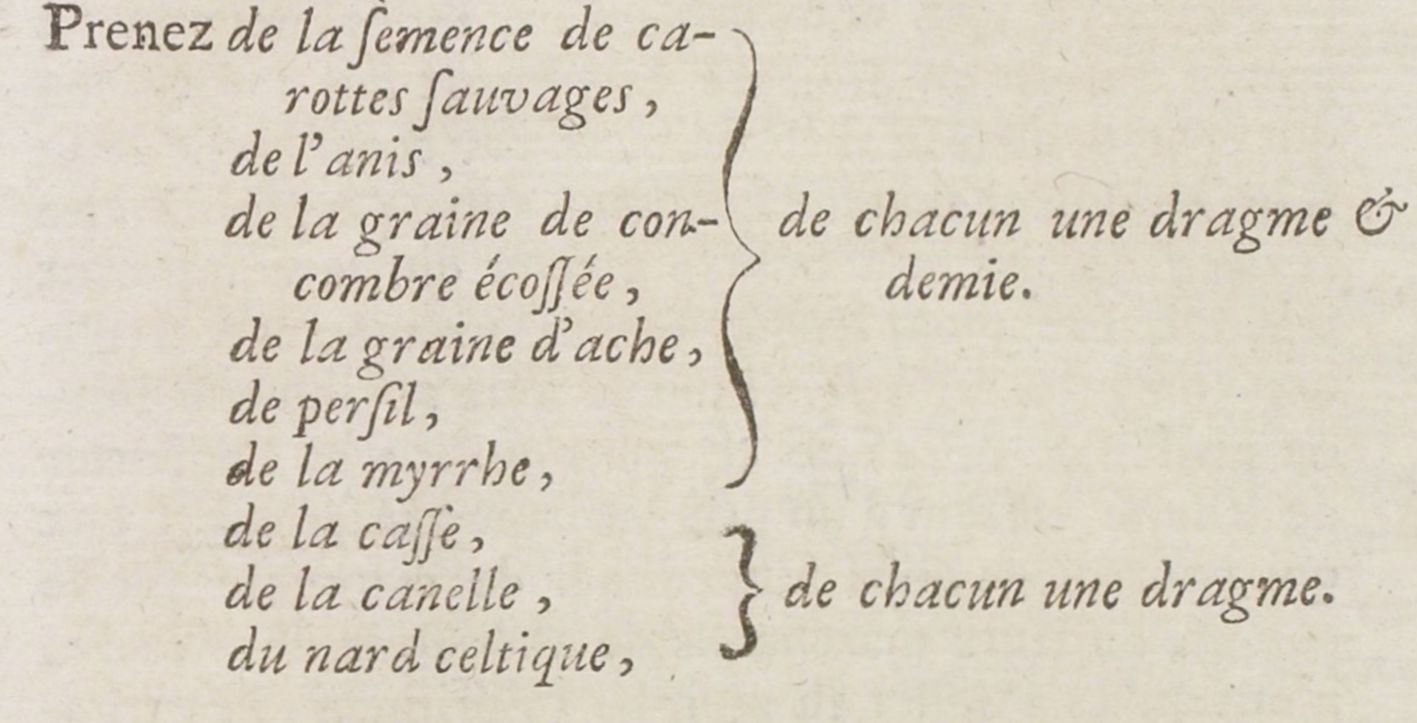 Prenez de la ſemence de ca-
rottes ſauvages,
de l'anis,
de la graine de con-
combre écoſſée,
de la graine d'ache,
de perſil,
de la myrrhe,
de chacun une dragme &
demie.
de la caſſe,
de la canelle,
du nard celtique,
de chacun une dragme.